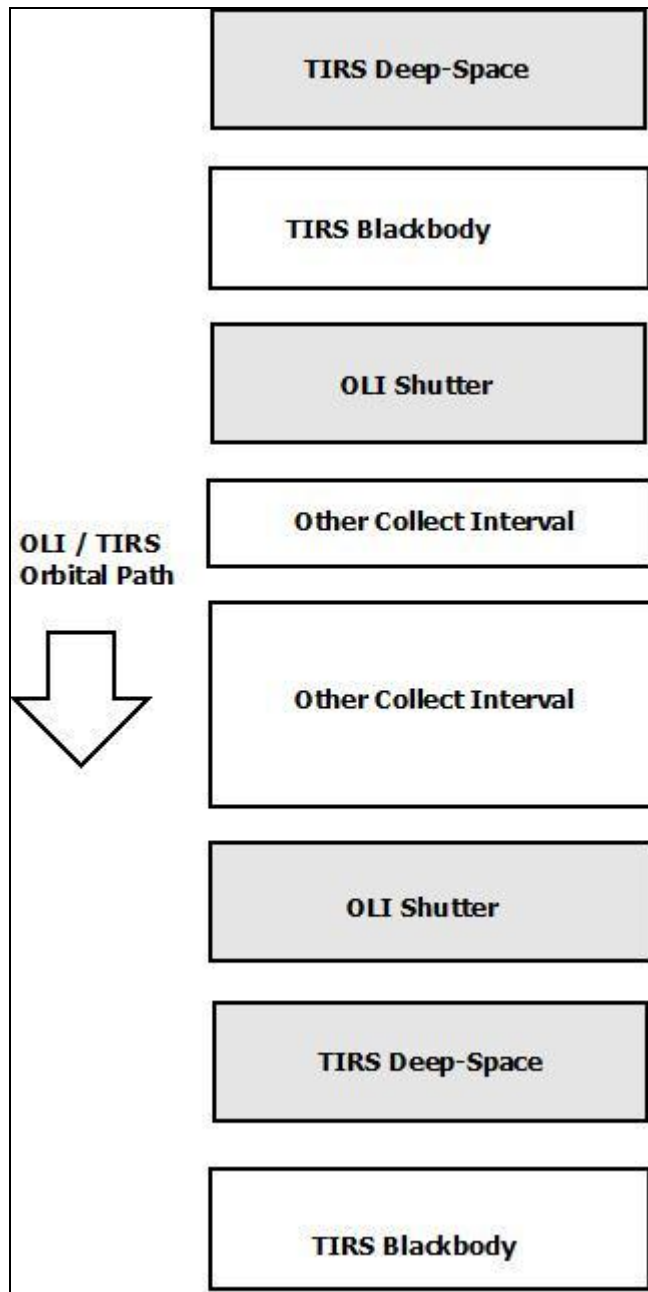 TIRS Deep-Space
TIRS Blackbody
OLI Shutter
Other Collect Interval
OLI / TIRS
Orbital Path
Other Collect Interval
OLI Shutter
TIRS Deep-Space
TIRS Blackbody